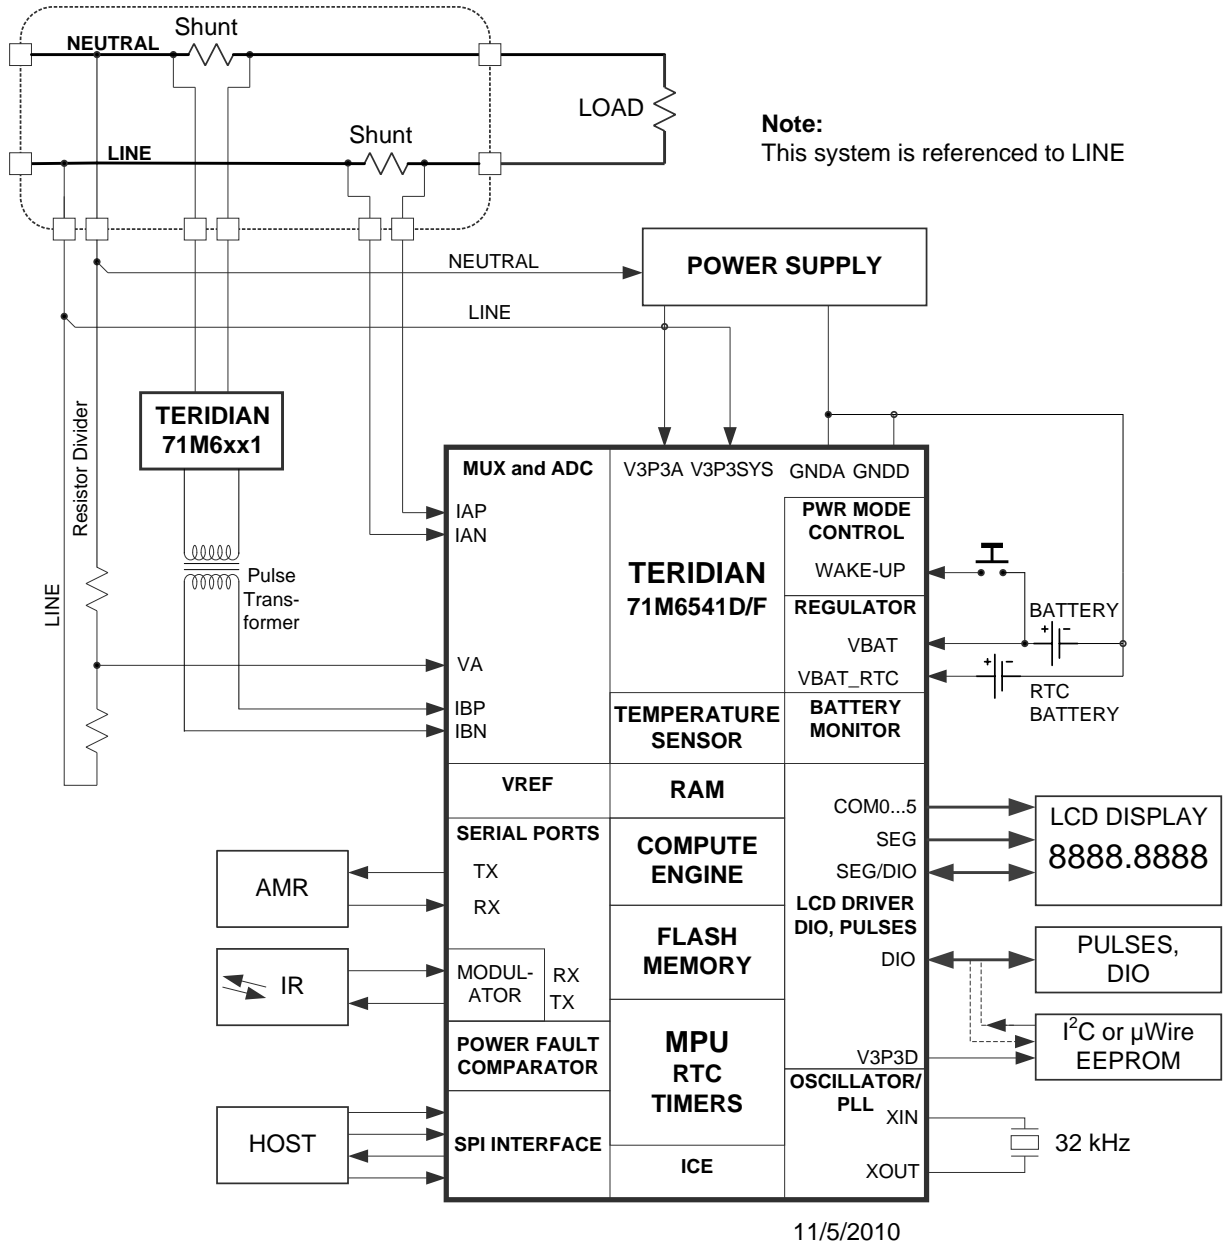 Shunt
NEUTRAL
LOAD
Note:
This system is referenced to LINE
Shunt
LINE
NEUTRAL
POWER SUPPLY
LINE
Resistor Divider
LINE
TERIDIAN
71M6xx1
Pulse
Trans-
former
MUX and ADC
IAP
IAN
VA
IBP
IBN
V3P3A V3P3SYS
GNDA GNDD
TERIDIAN
71M6541D/F
PWR MODE
CONTROL
WAKE-UP
REGULATOR
VBAT
VBAT_RTC
BATTERY
+ -
+ -
RTC
BATTERY
TEMPERATURE
SENSOR
BATTERY
MONITOR
VREF
RAM
COM0...5
SEG
SEG/DIO
LCD DRIVER
DIO, PULSES
DIO
V3P3D
LCD DISPLAY
8888.8888
PULSES,
DIO
I2C or µWire
EEPROM
SERIAL PORTS
TX
RX
AMR
COMPUTE
ENGINE
FLASH
MEMORY
IR
MODUL-
ATOR
RX
TX
POWER FAULT
COMPARATOR
MPU
RTC
TIMERS
OSCILLATOR/
PLL
XIN
XOUT
32 kHz
HOST
SPI INTERFACE
ICE
11/5/2010